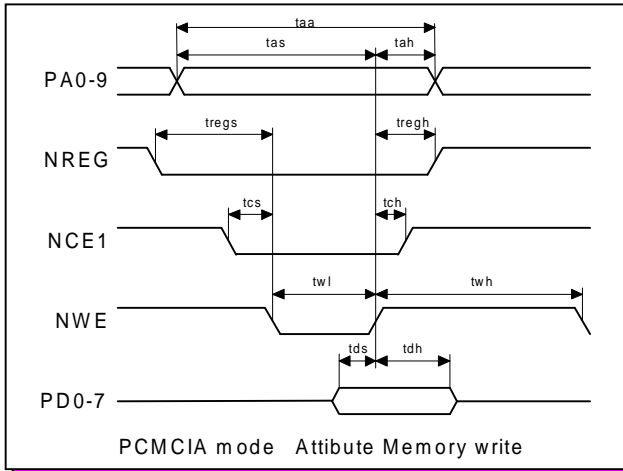 taa
tas tah
PA0-9
tregs tregh
NREG
tcs tch
NCE1
twl twh
NWE
tds tdh
PD0-7
PCMCIA mode Attibute Memory write